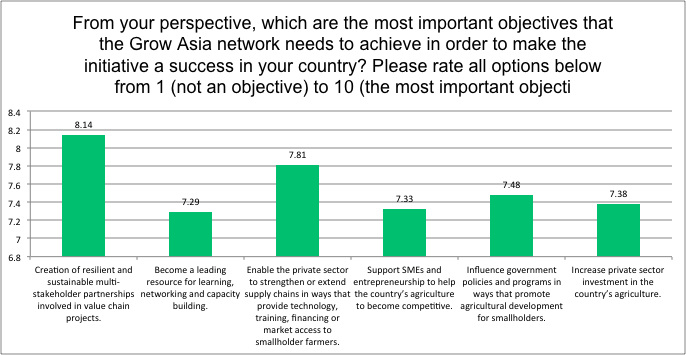 From your perspective, which are the most important objectives that
the Grow Asia network needs to achieve in order to make the
initiative a success in your country? Please rate all options below
from 1 (not an objective) to 10 (the most important objecti
8.4
8.2
8
7.8
7.6
7.4
7.2
7
6.8
8.14
7.29
7.81
7.33
7.48
7.38
Creation of resilient and
sustainable multi-
stakeholder partnerships
involved in value chain
projects.
Become a leading
resource for learning,
networking and capacity
building.
Enable the private sector
to strengthen or extend
supply chains in ways that
provide technology,
training, financing or
market access to
smallholder farmers.
Support SMEs and
entrepreneurship to help
the country's agriculture
to become competitive.
Influence government
policies and programs in
ways that promote
agricultural development
for smallholders.
Increase private sector
investment in the
country's agriculture.